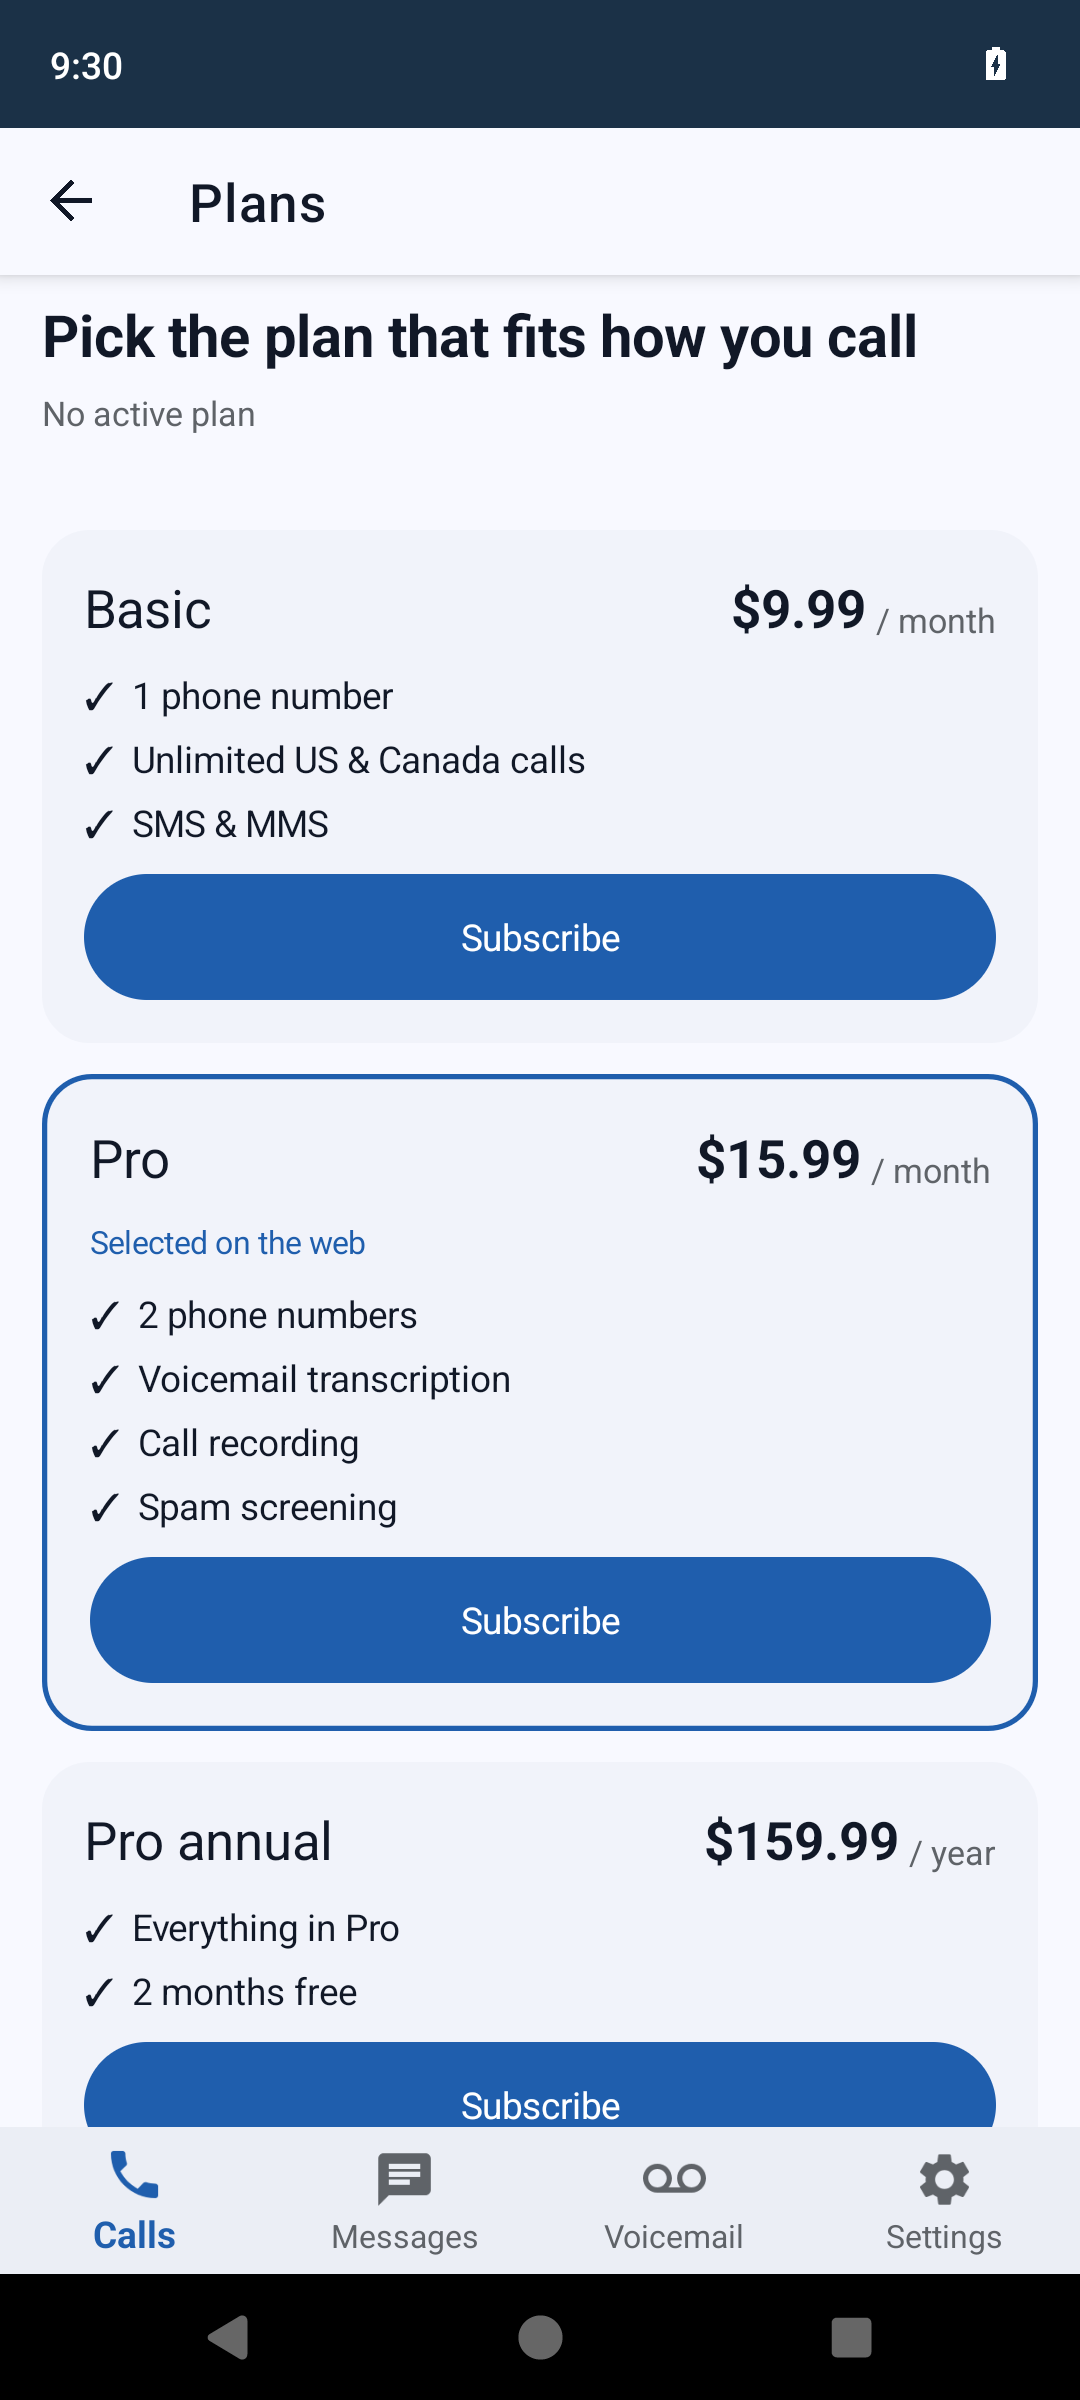 9:30
Plans
Pick the plan that fits how you call
No active plan
Basic
$9.99 / month
✓ 1 phone number
✓ Unlimited US & Canada calls
✓ SMS & MMS
Subscribe
Pro
$15.99 / month
Selected on the web
✓ 2 phone numbers
✓ Voicemail transcription
✓ Call recording
✓ Spam screening
Subscribe
Pro annual
$159.99 / year
✓ Everything in Pro
✓ 2 months free
Subscribe
Calls
Messages
Voicemail
Settings